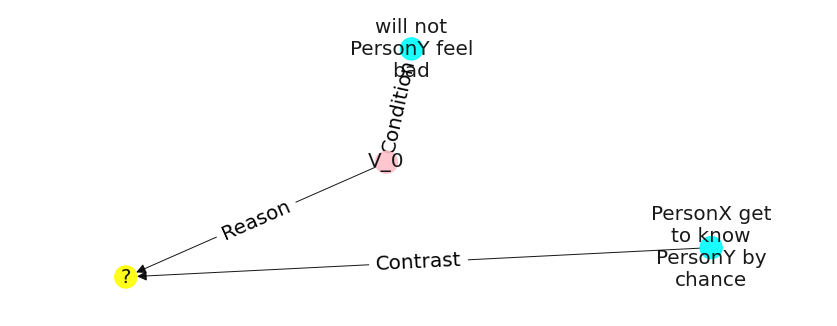 will not
PersonY feel
bad
Condition
V_0
Reason
PersonX get
to know
PersonY by
chance
Contrast
?